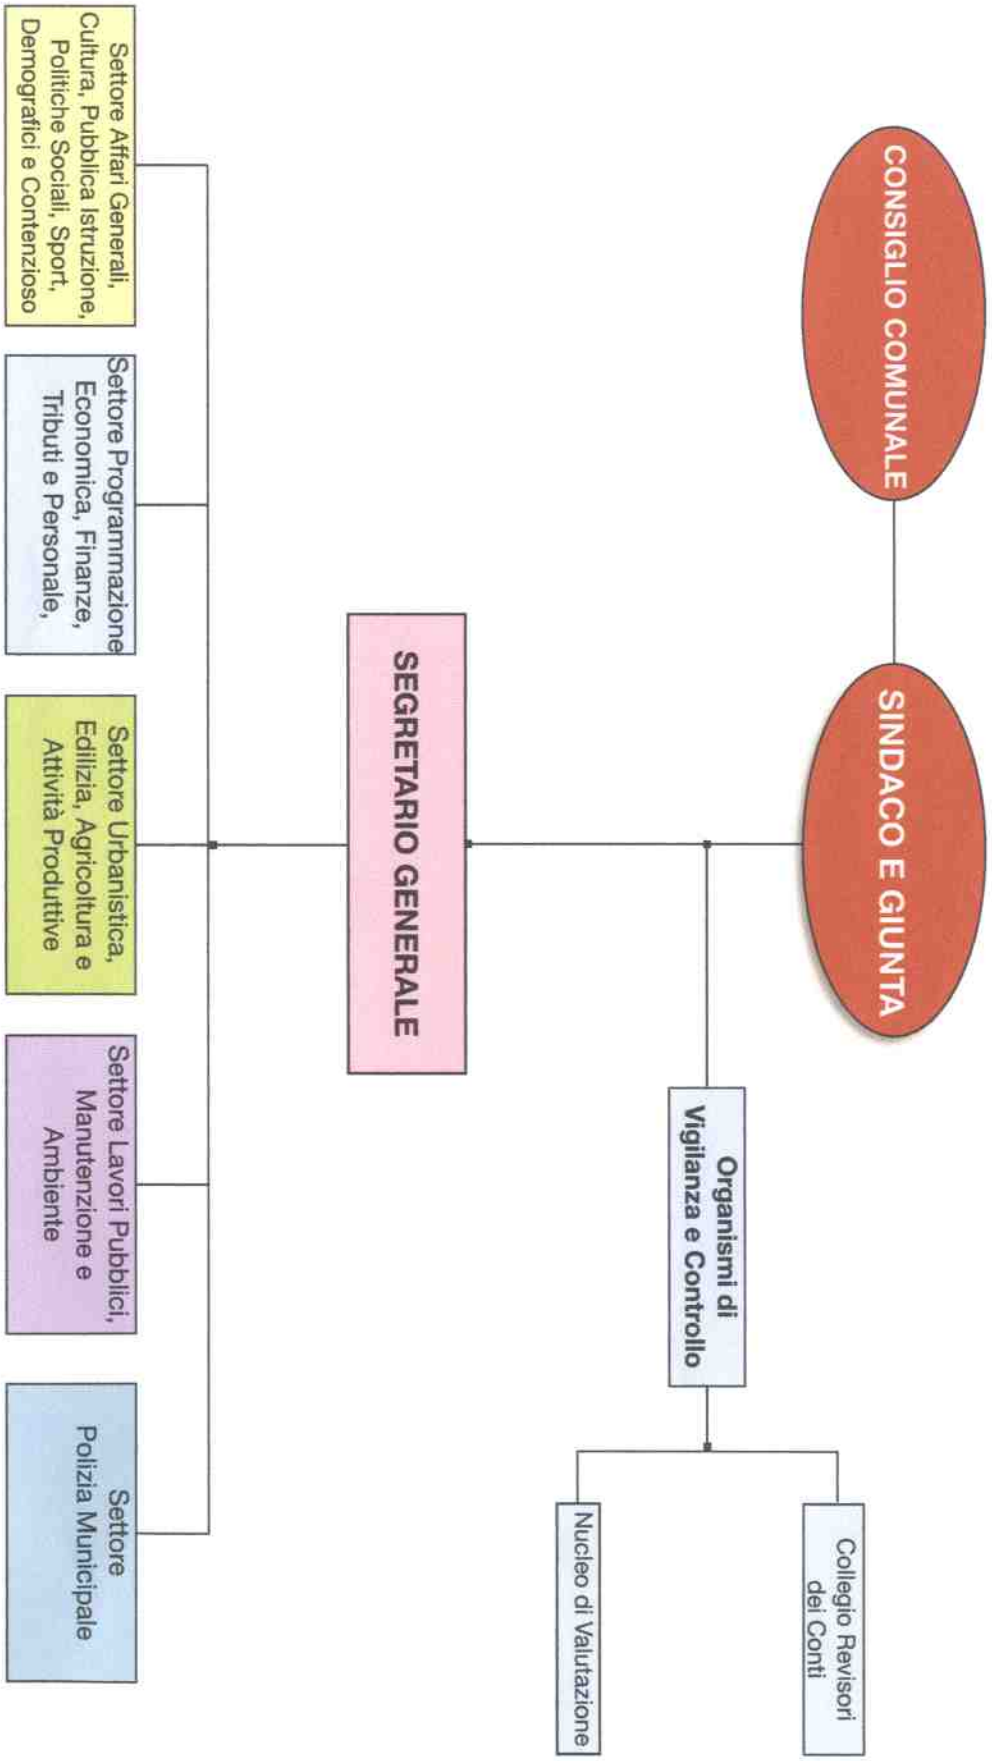 CONSIGLIO COMUNALE
SINDACO E GIUNTA
Organismi di
Vigilanza e Controllo
Collegio Revisori
dei Conti
Nucleo di Valutazione
SEGRETARIO GENERALE
Settore Affari Generali,
Cultura, Pubblica Istruzione,
Politiche Sociali, Sport,
Demografici e Contenzioso
Settore Programmazione
Economica, Finanze,
Tributi e Personale,
Settore Urbanistica,
Edilizia, Agricoltura e
Attività Produttive
Settore Lavori Pubblici,
Manutenzione e
Ambiente
Settore
Polizia Municipale